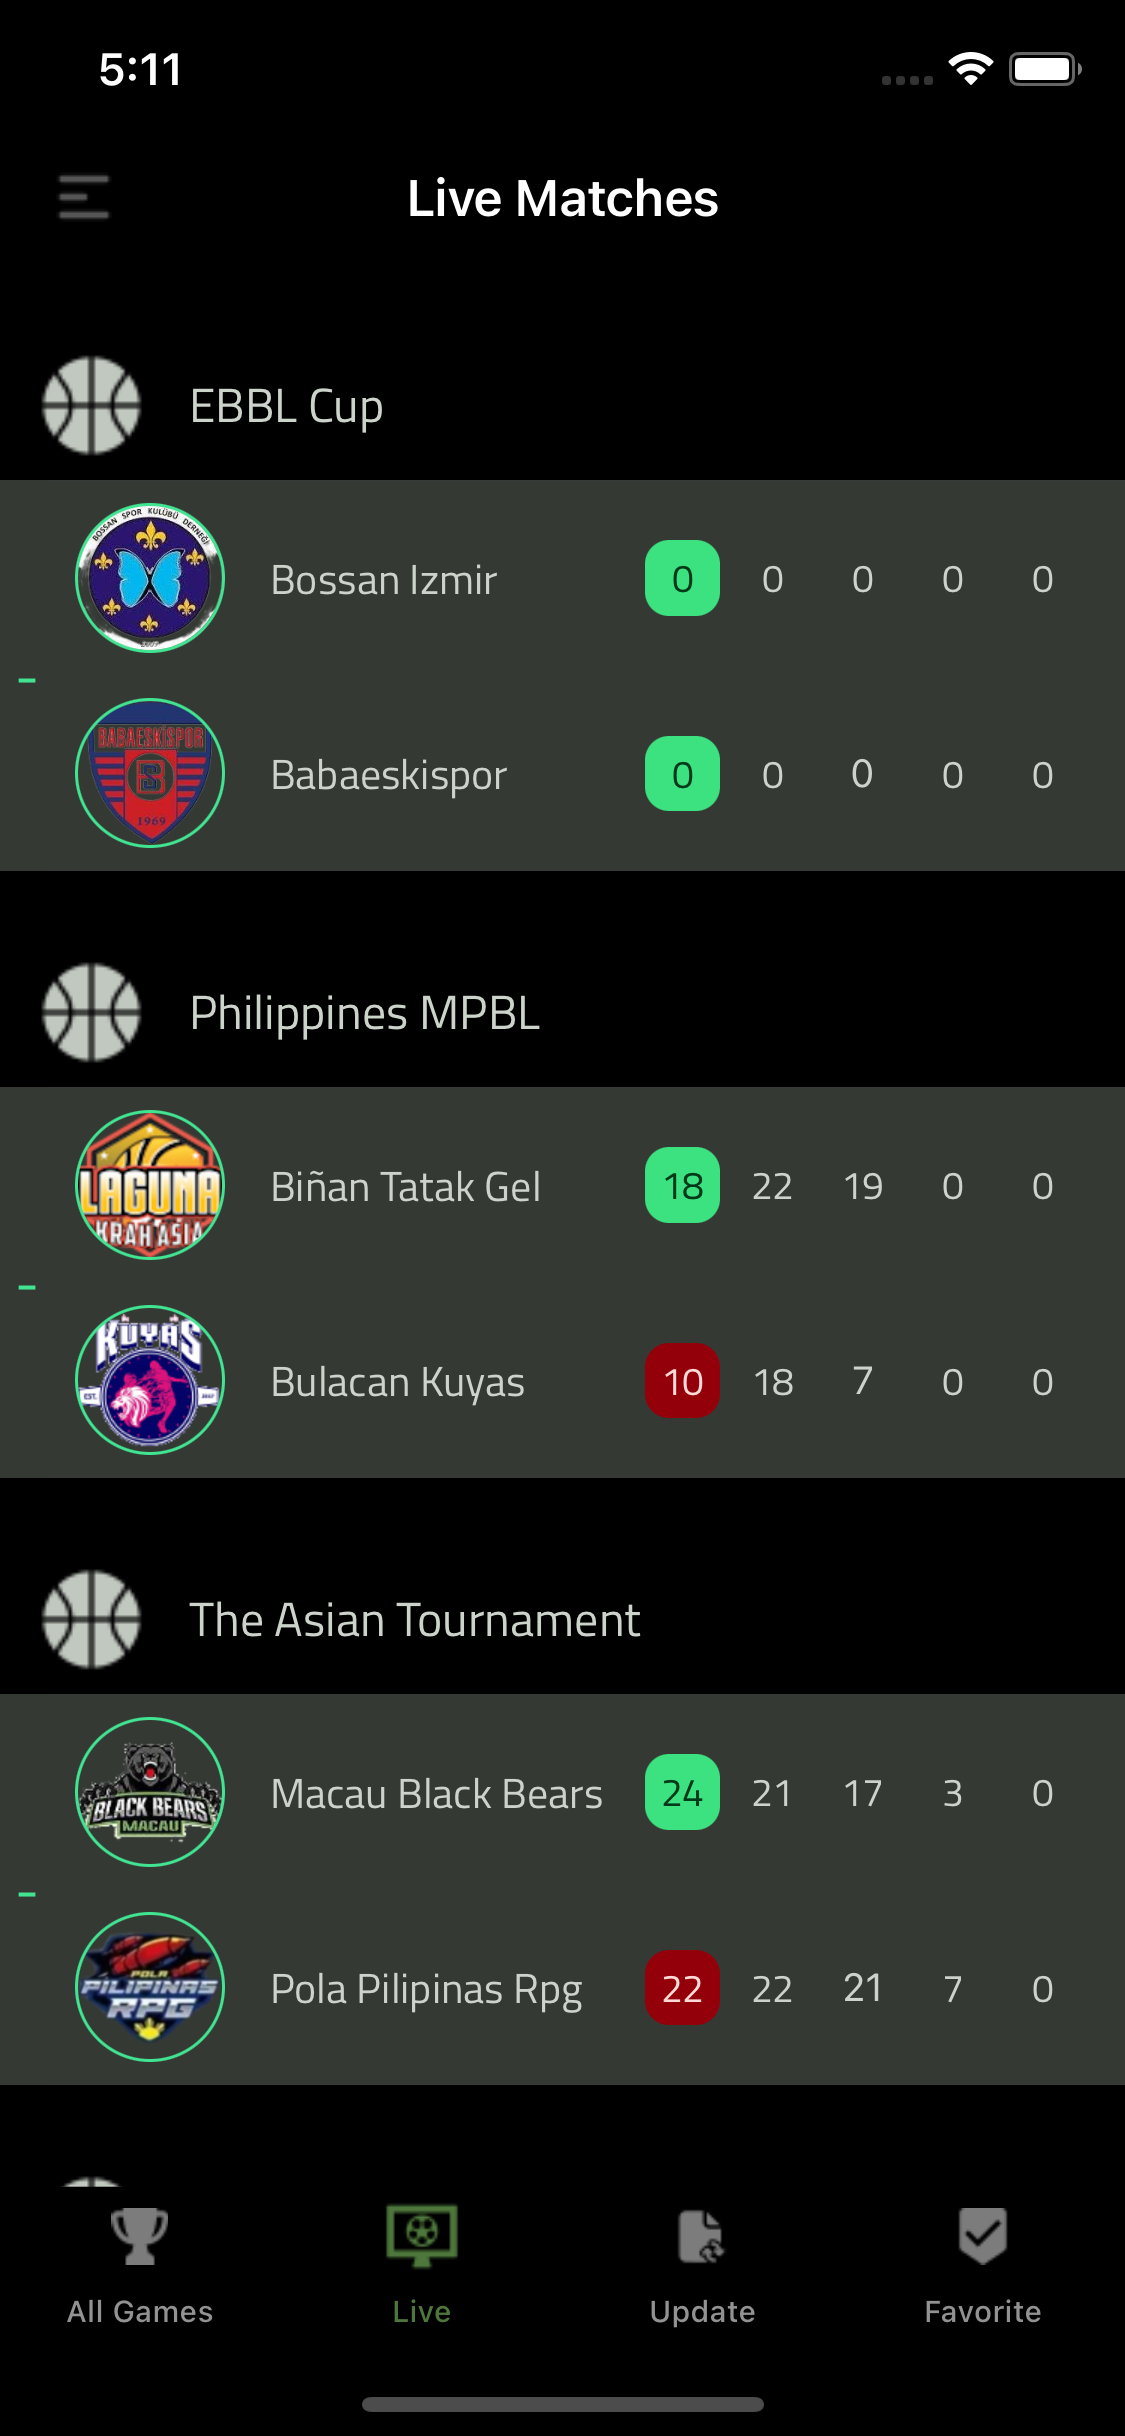 5:11
Live Matches
EBBL Cup
BOSSAN SPOR KULÜBÜ DERNEĞİ
Bossan Izmir 0 0 0 0 0
-
BABAESKİSPOR
1969
Babaeskispor 0 0 0 0 0
Philippines MPBL
LAGUNA
KRAH ASIA
Biñan Tatak Gel 18 22 19 0 0
-
KUYAS
EST.
Bulacan Kuyas 10 18 7 0 0
The Asian Tournament
BLACK BEARS
MACAU
Macau Black Bears 24 21 17 3 0
-
POLA
PILIPINAS
RPG
Pola Pilipinas Rpg 22 22 21 7 0
All Games Live Update Favorite